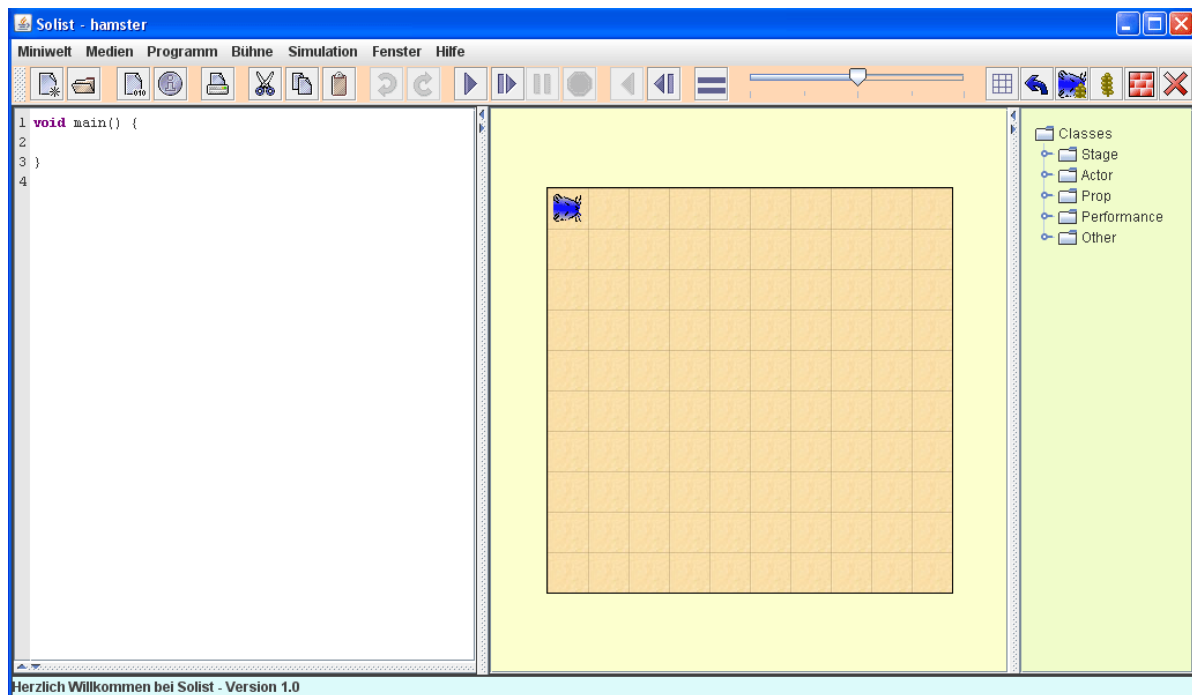 Solist - hamster
Miniwelt Medien Programm Bühne Simulation Fenster Hilfe
1 void main() {
2
3 }
4
Classes
Stage
Actor
Prop
Performance
Other
Herzlich Willkommen bei Solist - Version 1.0